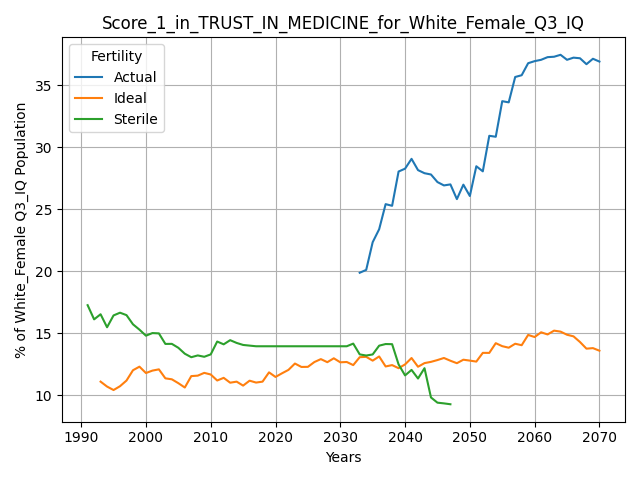 Score_1_in_TRUST_IN_MEDICINE_for_White_Female_Q3_IQ
Fertility
Actual
Ideal
Sterile
% of White_Female Q3_IQ Population
35
30
25
20
15
10
1990 2000 2010 2020 2030 2040 2050 2060 2070
Years